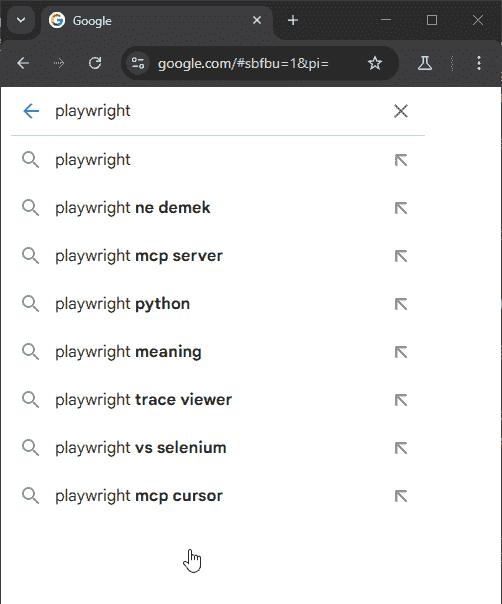 Google
google.com/#sbfbu=1&pi=
playwright
playwright
playwright ne demek
playwright mcp server
playwright python
playwright meaning
playwright trace viewer
playwright vs selenium
playwright mcp cursor